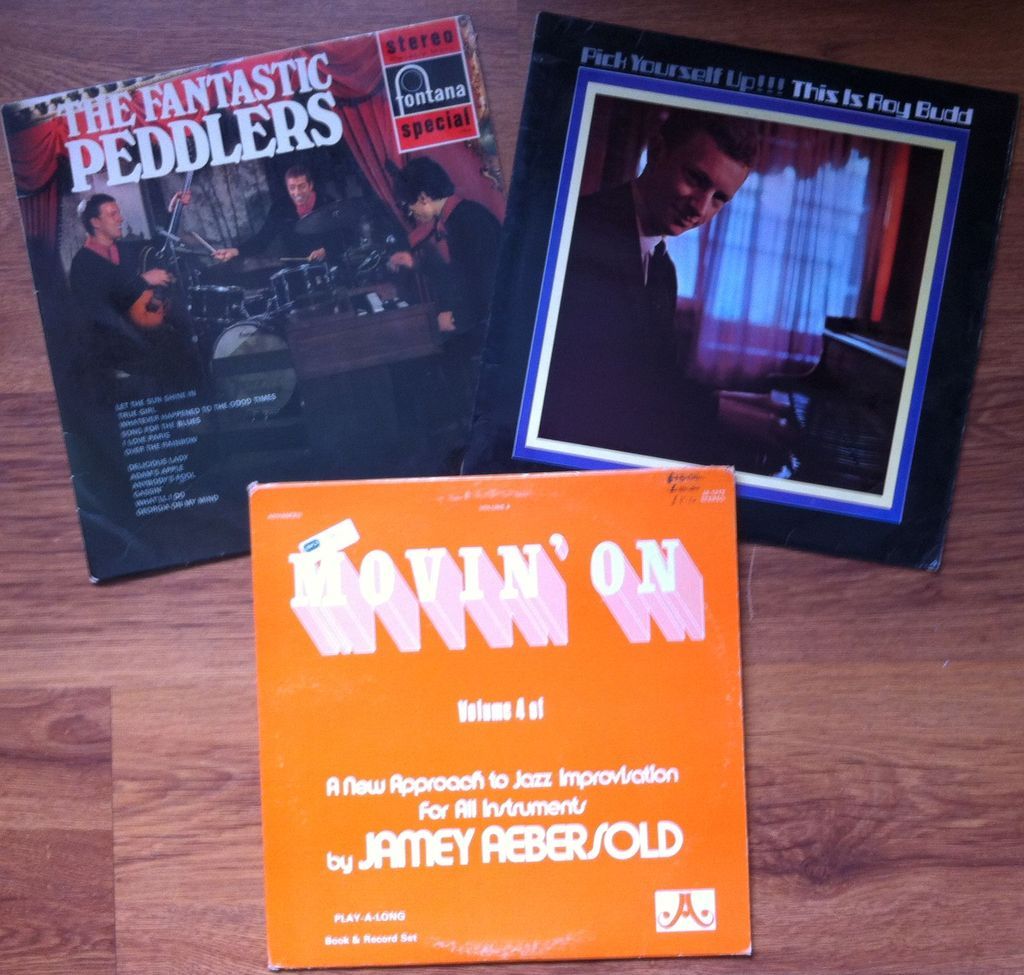 THE FANTASTIC
PEDDLERS
stereo
fontana
special
LET THE SUN SHINE IN
TRUE GIRL
WHATEVER HAPPENED TO THE GOOD TIMES
SONG FOR THE BLUES
I LOVE PARIS
OVER THE RAINBOW
DELICIOUS LADY
ADAM'S APPLE
ANYBODY'S FOOL
GASSIN'
WHAT'LL I DO
GEORGIA ON MY MIND
Pick Yourself Up!!! This Is Roy Budd
STEREO
MOVIN' ON
Volume 4 of
A New Approach to Jazz Improvisation
For All Instruments
by JAMEY AEBERSOLD
PLAY-A-LONG
Book & Record Set
A